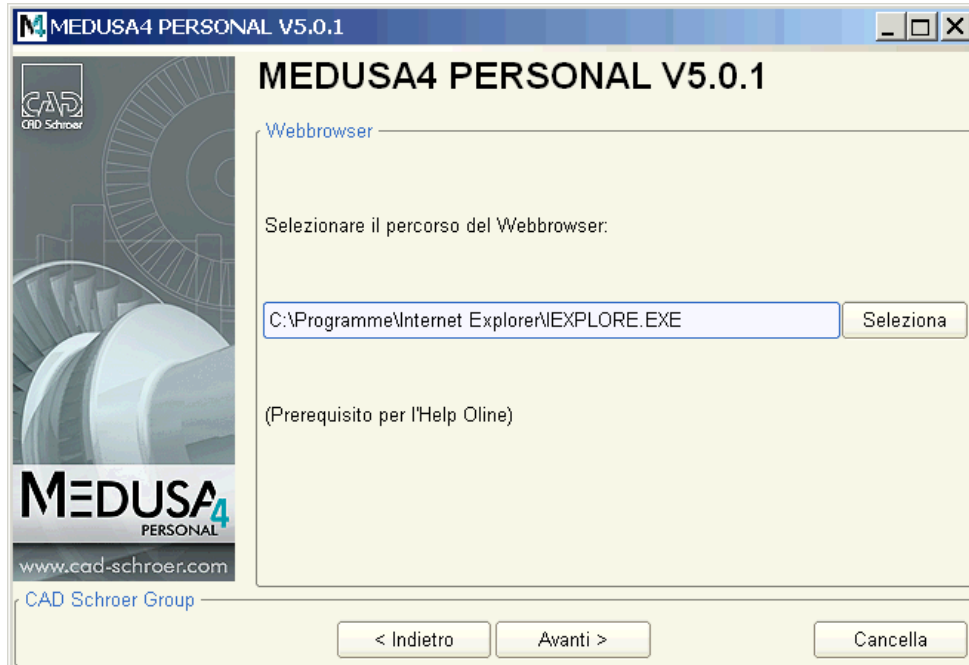 MEDUSA4 PERSONAL V5.0.1
CAD
CAD Schroer
MEDUSA4 PERSONAL V5.0.1
Webbrowser
Selezionare il percorso del Webbrowser:
C:\Programme\Internet Explorer\IEXPLORE.EXE
Seleziona
(Prerequisito per l'Help Oline)
MEDUSA4
PERSONAL
www.cad-schroer.com
CAD Schroer Group
< Indietro
Avanti >
Cancella